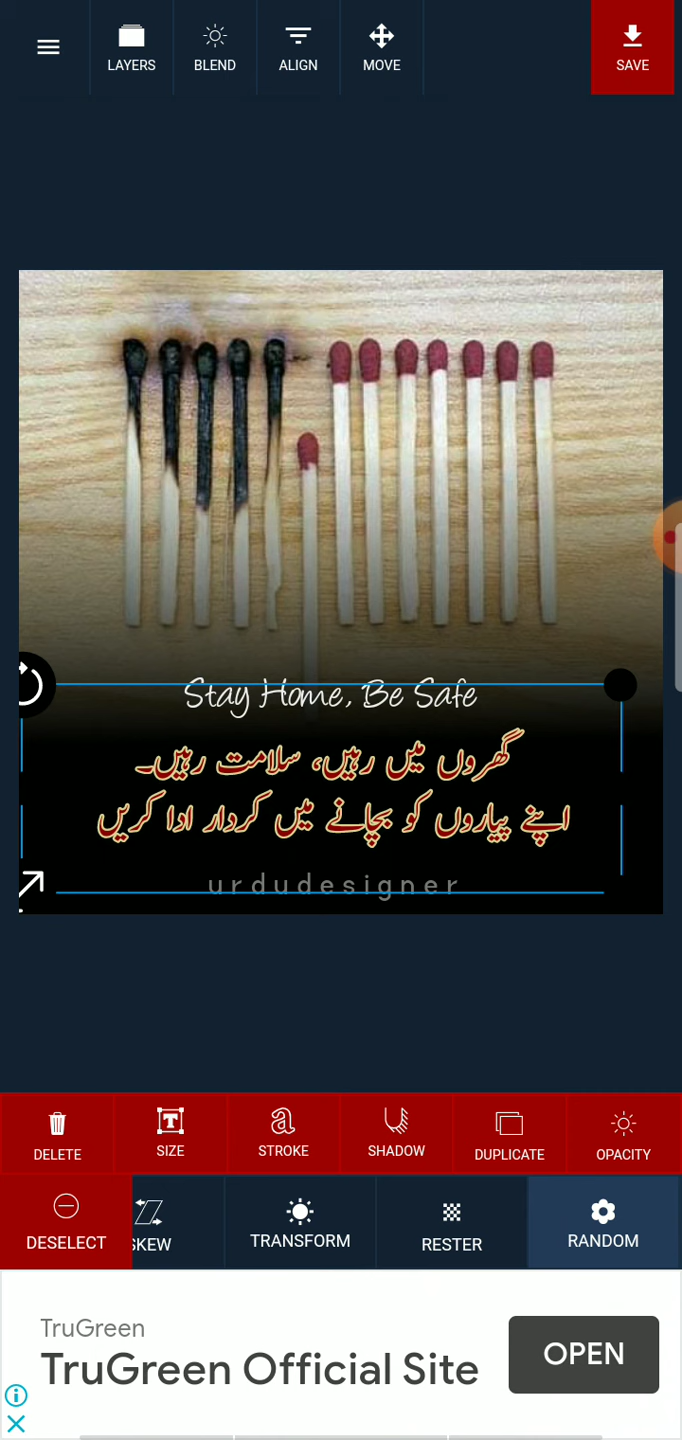 LAYERS
BLEND
ALIGN
MOVE
SAVE
Stay Home, Be Safe
گھروں میں رہیں، سلامت رہیں۔
اپنے پیاروں کو بچانے میں کردار ادا کریں
urdudesigner
DELETE
SIZE
STROKE
SHADOW
DUPLICATE
OPACITY
DESELECT
SKEW
TRANSFORM
RESTER
RANDOM
TruGreen
TruGreen Official Site
OPEN